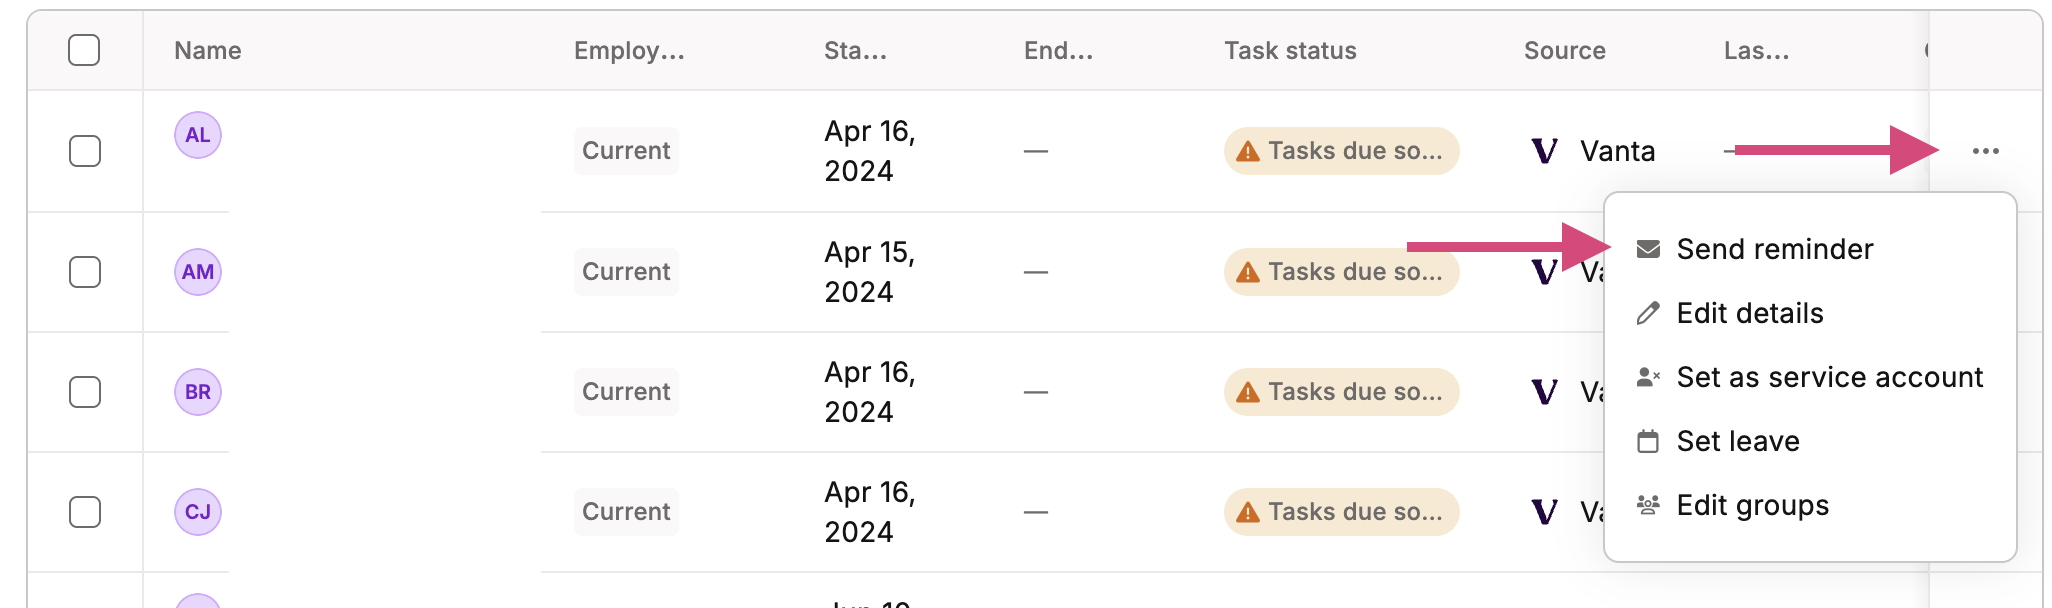 Name Employ... Sta... End... Task status Source Las...
AL Current Apr 16, 2024 — Tasks due so... Vanta
Send reminder
AM Current Apr 15, 2024 — Tasks due so...
Edit details
Set as service account
BR Current Apr 16, 2024 — Tasks due so...
Set leave
CJ Current Apr 16, 2024 — Tasks due so...
Edit groups